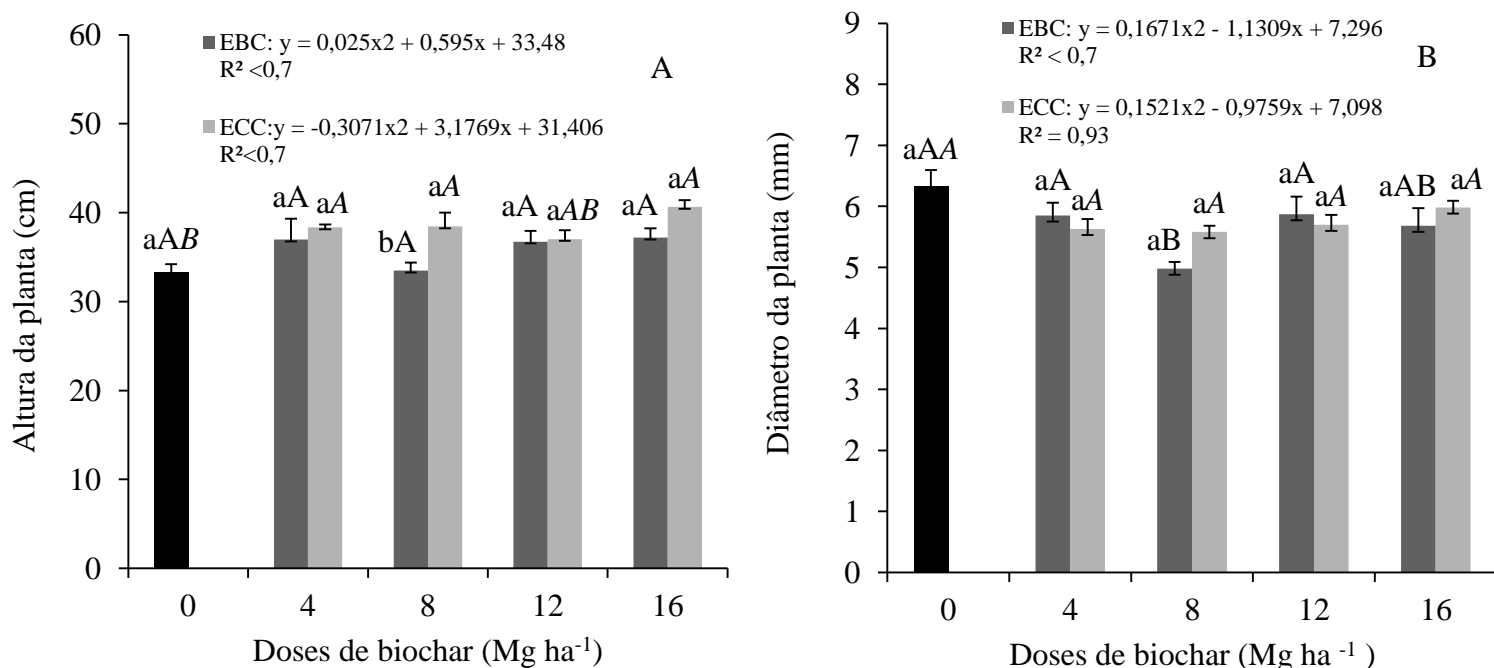 60
50
40
30
20
10
0
Altura da planta (cm)
EBC: y = 0,025x2 + 0,595x + 33,48
R² <0,7
A
ECC:y = -0,3071x2 + 3,1769x + 31,406
R²<0,7
aAB
aA
aA
bA
aA
aA
aAB
aA
aA
0 4 8 12 16
Doses de biochar (Mg ha-1)
9
8
7
6
5
4
3
2
1
0
Diâmetro da planta (mm)
EBC: y = 0,1671x2 - 1,1309x + 7,296
R² < 0,7
B
ECC: y = 0,1521x2 - 0,9759x + 7,098
R² = 0,93
aAA
aA
aA
aB
aA
aA
aA
aAB
aA
0 4 8 12 16
Doses de biochar (Mg ha -1 )